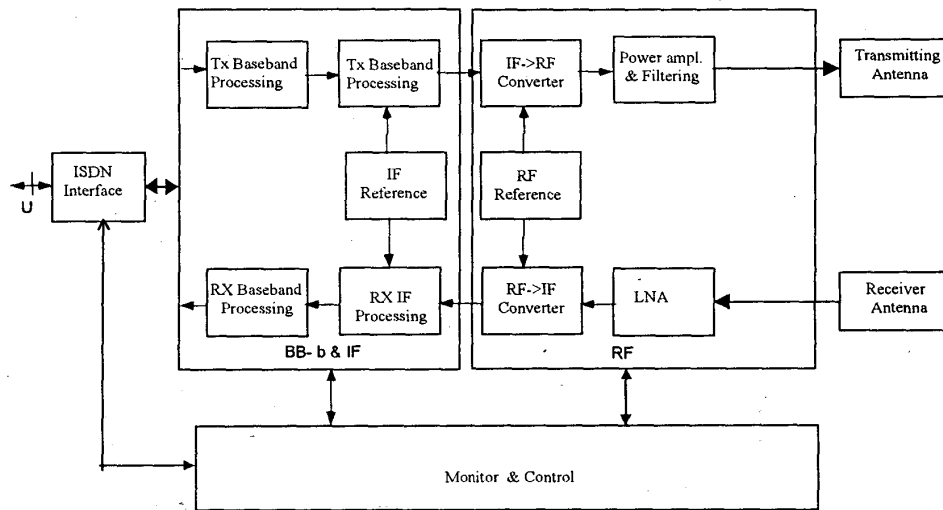 Tx Baseband
Processing
Tx Baseband
Processing
IF->RF
Converter
Power ampl.
& Filtering
Transmitting
Antenna
ISDN
Interface
U
IF
Reference
RF
Reference
RX Baseband
Processing
RX IF
Processing
RF->IF
Converter
LNA
Receiver
Antenna
BB- b & IF
RF
Monitor & Control